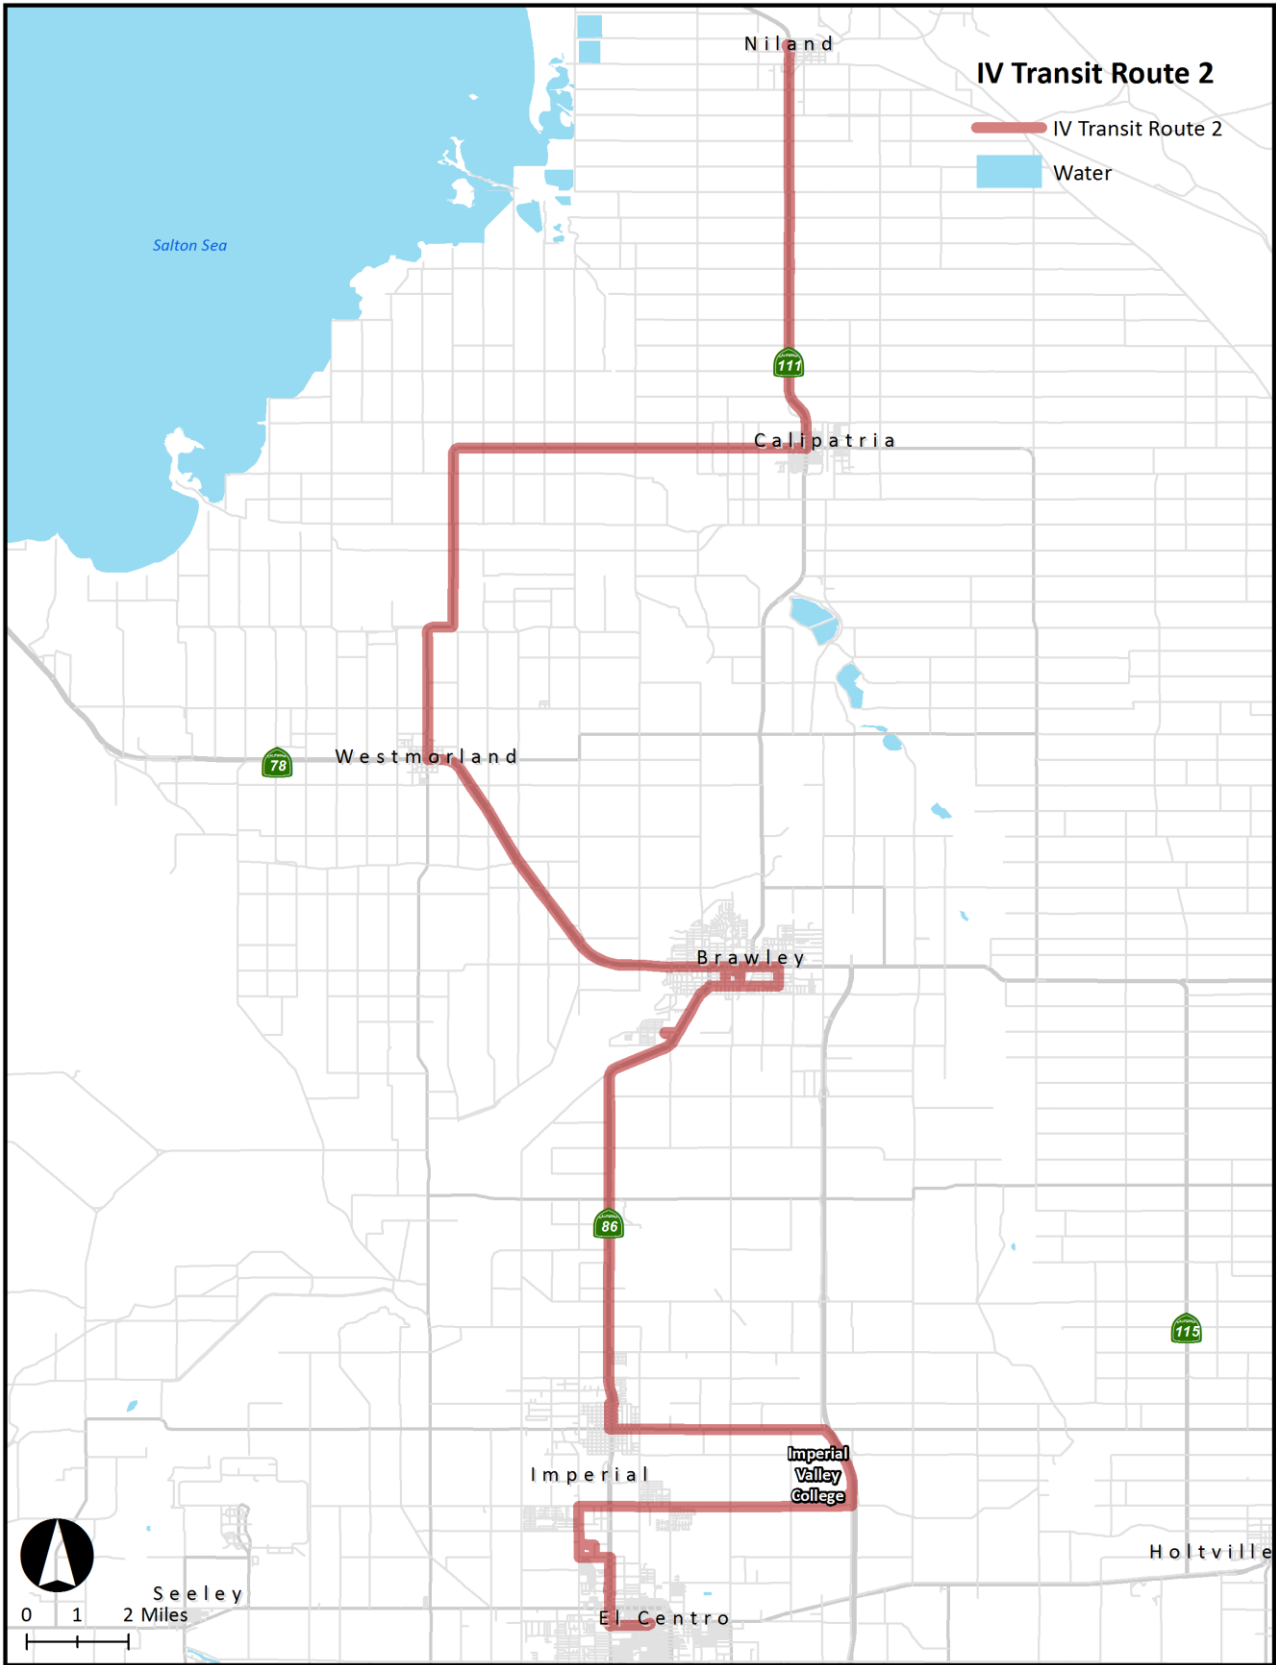 Niland
IV Transit Route 2
IV Transit Route 2
Water
Salton Sea
111
Calipatria
78
Westmorland
Brawley
86
115
Imperial
Valley
College
Imperial
Holtville
Seeley
0 1 2 Miles
El Centro